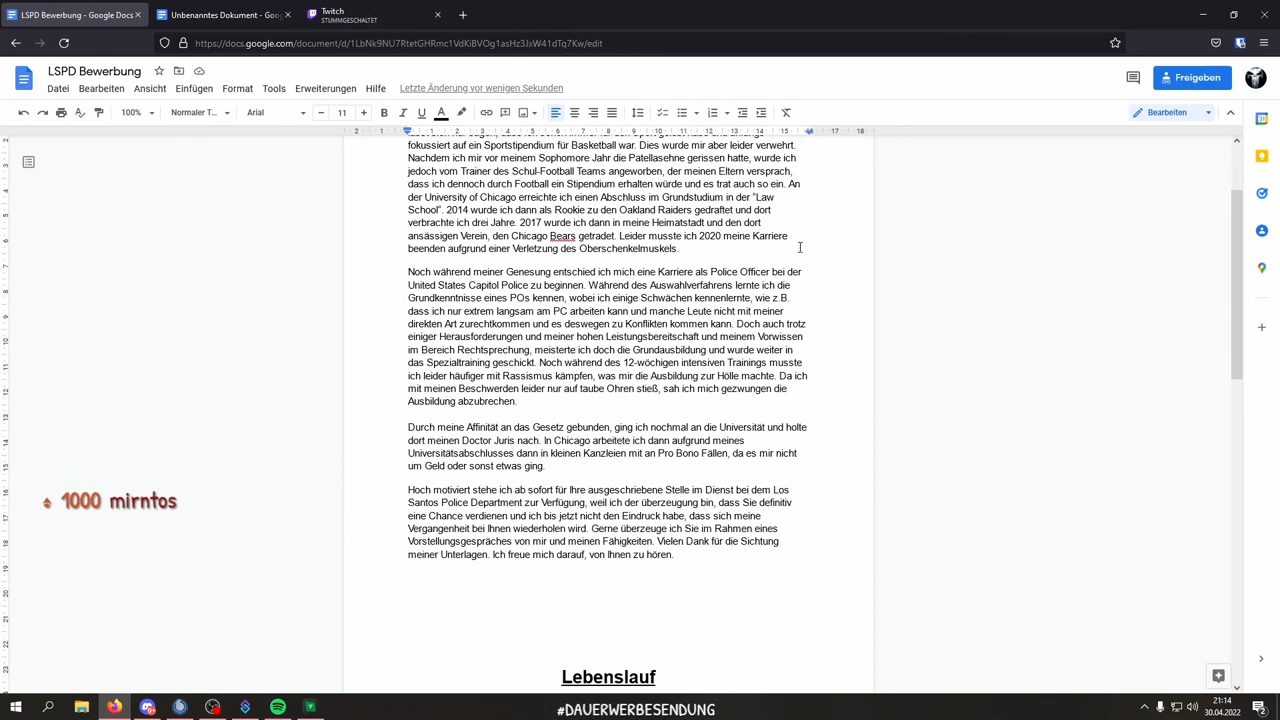 LSPD Bewerbung - Google Docs
Unbenanntes Dokument - Goo
Twitch
STUMMGESCHALTET
https://docs.google.com/document/d/1LbNk9NU7RtetGHRmc1VdKiBVOg1asHz3JxW41dTq7Kw/edit
LSPD Bewerbung
Datei Bearbeiten Ansicht Einfügen Format Tools Erweiterungen Hilfe Letzte Änderung vor wenigen Sekunden
Freigeben
100% Normaler T... Arial 11 Bearbeiten
2 1 1 2 3 4 5 6 7 8 9 10 11 12 13 14 15 16 17 18
fokussiert auf ein Sportstipendium für Basketball war. Dies wurde mir aber leider verwehrt.
Nachdem ich mir vor meinem Sophomore Jahr die Patellasehne gerissen hatte, wurde ich
jedoch vom Trainer des Schul-Football Teams angeworben, der meinen Eltern versprach,
dass ich dennoch durch Football ein Stipendium erhalten würde und es trat auch so ein. An
der University of Chicago erreichte ich einen Abschluss im Grundstudium in der "Law
School". 2014 wurde ich dann als Rookie zu den Oakland Raiders gedraftet und dort
verbrachte ich drei Jahre. 2017 wurde ich dann in meine Heimatstadt und den dort
ansässigen Verein, den Chicago Bears getradet. Leider musste ich 2020 meine Karriere
beenden aufgrund einer Verletzung des Oberschenkelmuskels.
Noch während meiner Genesung entschied ich mich eine Karriere als Police Officer bei der
United States Capitol Police zu beginnen. Während des Auswahlverfahrens lernte ich die
Grundkenntnisse eines POs kennen, wobei ich einige Schwächen kennenlernte, wie z.B.
dass ich nur extrem langsam am PC arbeiten kann und manche Leute nicht mit meiner
direkten Art zurechtkommen und es deswegen zu Konflikten kommen kann. Doch auch trotz
einiger Herausforderungen und meiner hohen Leistungsbereitschaft und meinem Vorwissen
im Bereich Rechtsprechung, meisterte ich doch die Grundausbildung und wurde weiter in
das Spezialtraining geschickt. Noch während des 12-wöchigen intensiven Trainings musste
ich leider häufiger mit Rassismus kämpfen, was mir die Ausbildung zur Hölle machte. Da ich
mit meinen Beschwerden leider nur auf taube Ohren stieß, sah ich mich gezwungen die
Ausbildung abzubrechen.
Durch meine Affinität an das Gesetz gebunden, ging ich nochmal an die Universität und holte
dort meinen Doctor Juris nach. In Chicago arbeitete ich dann aufgrund meines
Universitätsabschlusses dann in kleinen Kanzleien mit an Pro Bono Fällen, da es mir nicht
um Geld oder sonst etwas ging.
Hoch motiviert stehe ich ab sofort für Ihre ausgeschriebene Stelle im Dienst bei dem Los
Santos Police Department zur Verfügung, weil ich der überzeugung bin, dass Sie definitiv
eine Chance verdienen und ich bis jetzt nicht den Eindruck habe, dass sich meine
Vergangenheit bei Ihnen wiederholen wird. Gerne überzeuge ich Sie im Rahmen eines
Vorstellungsgespräches von mir und meinen Fähigkeiten. Vielen Dank für die Sichtung
meiner Unterlagen. Ich freue mich darauf, von Ihnen zu hören.
1000 mirntos
Lebenslauf
#DAUERWERBESENDUNG
21:14
30.04.2022